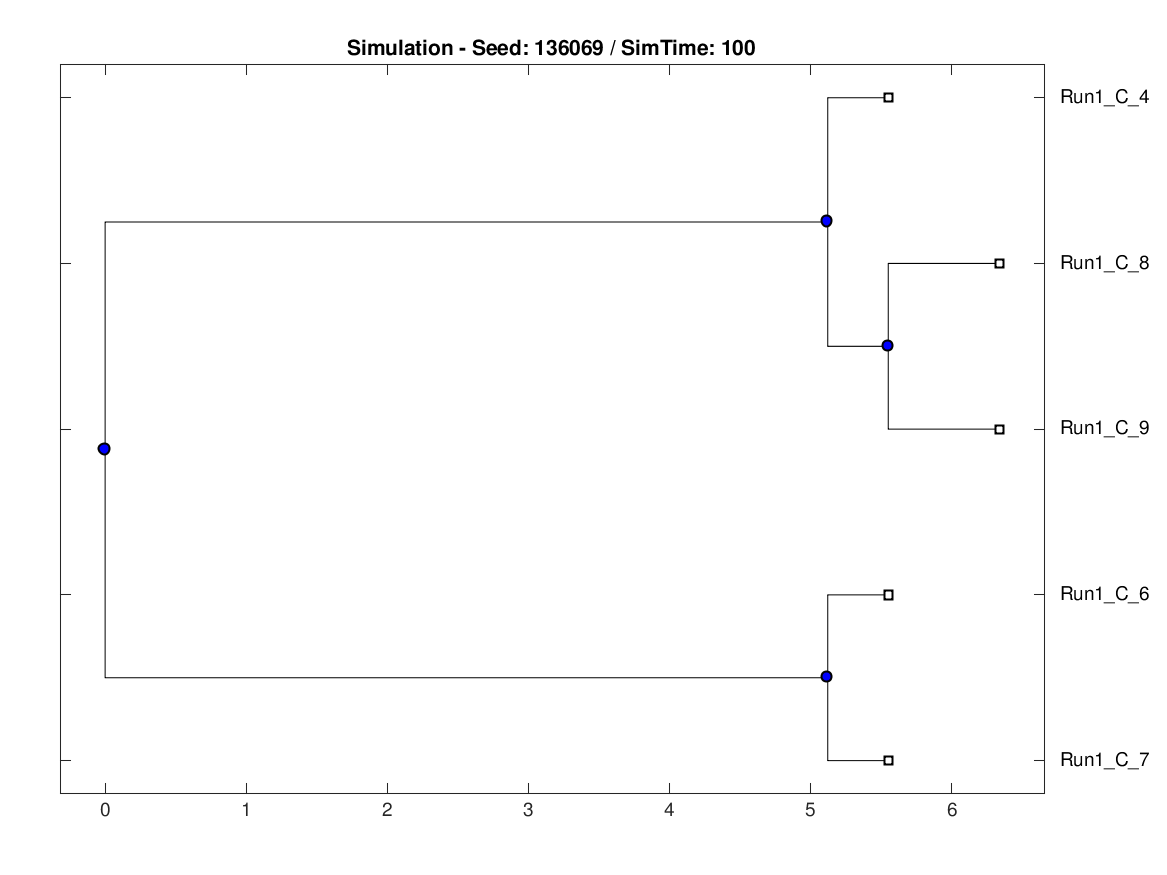 Simulation - Seed: 136069 / SimTime: 100
Run1_C_4
Run1_C_8
Run1_C_9
Run1_C_6
Run1_C_7
0 1 2 3 4 5 6